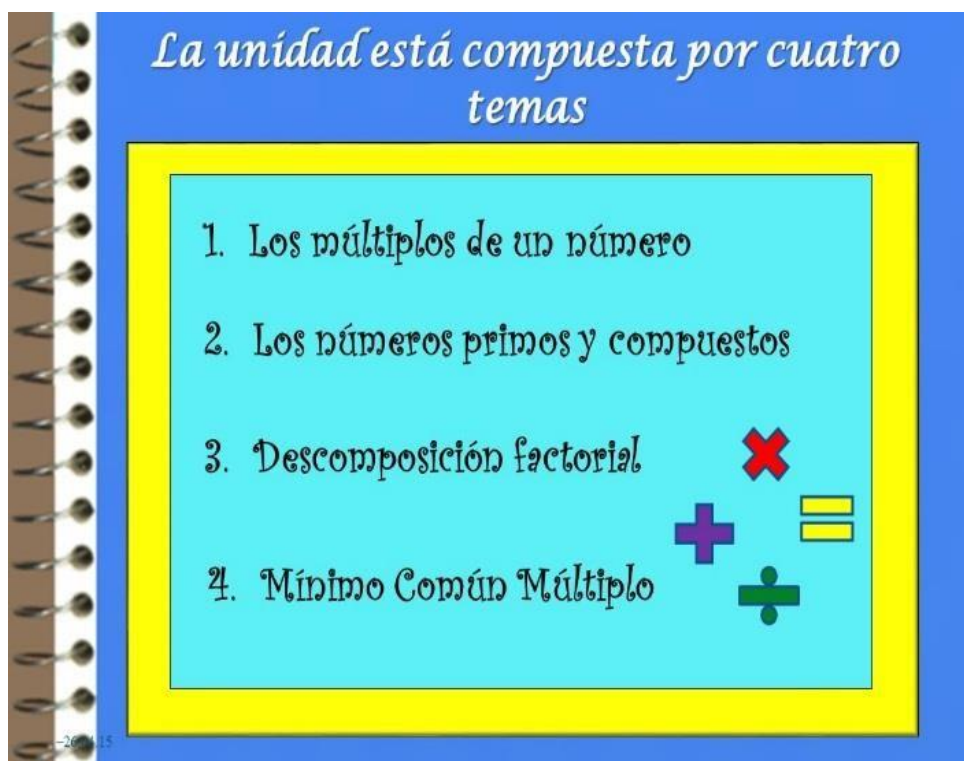 La unidad está compuesta por cuatro
temas
1. Los múltiplos de un número
2. Los números primos y compuestos
3. Descomposición factorial
4. Mínimo Común Múltiplo